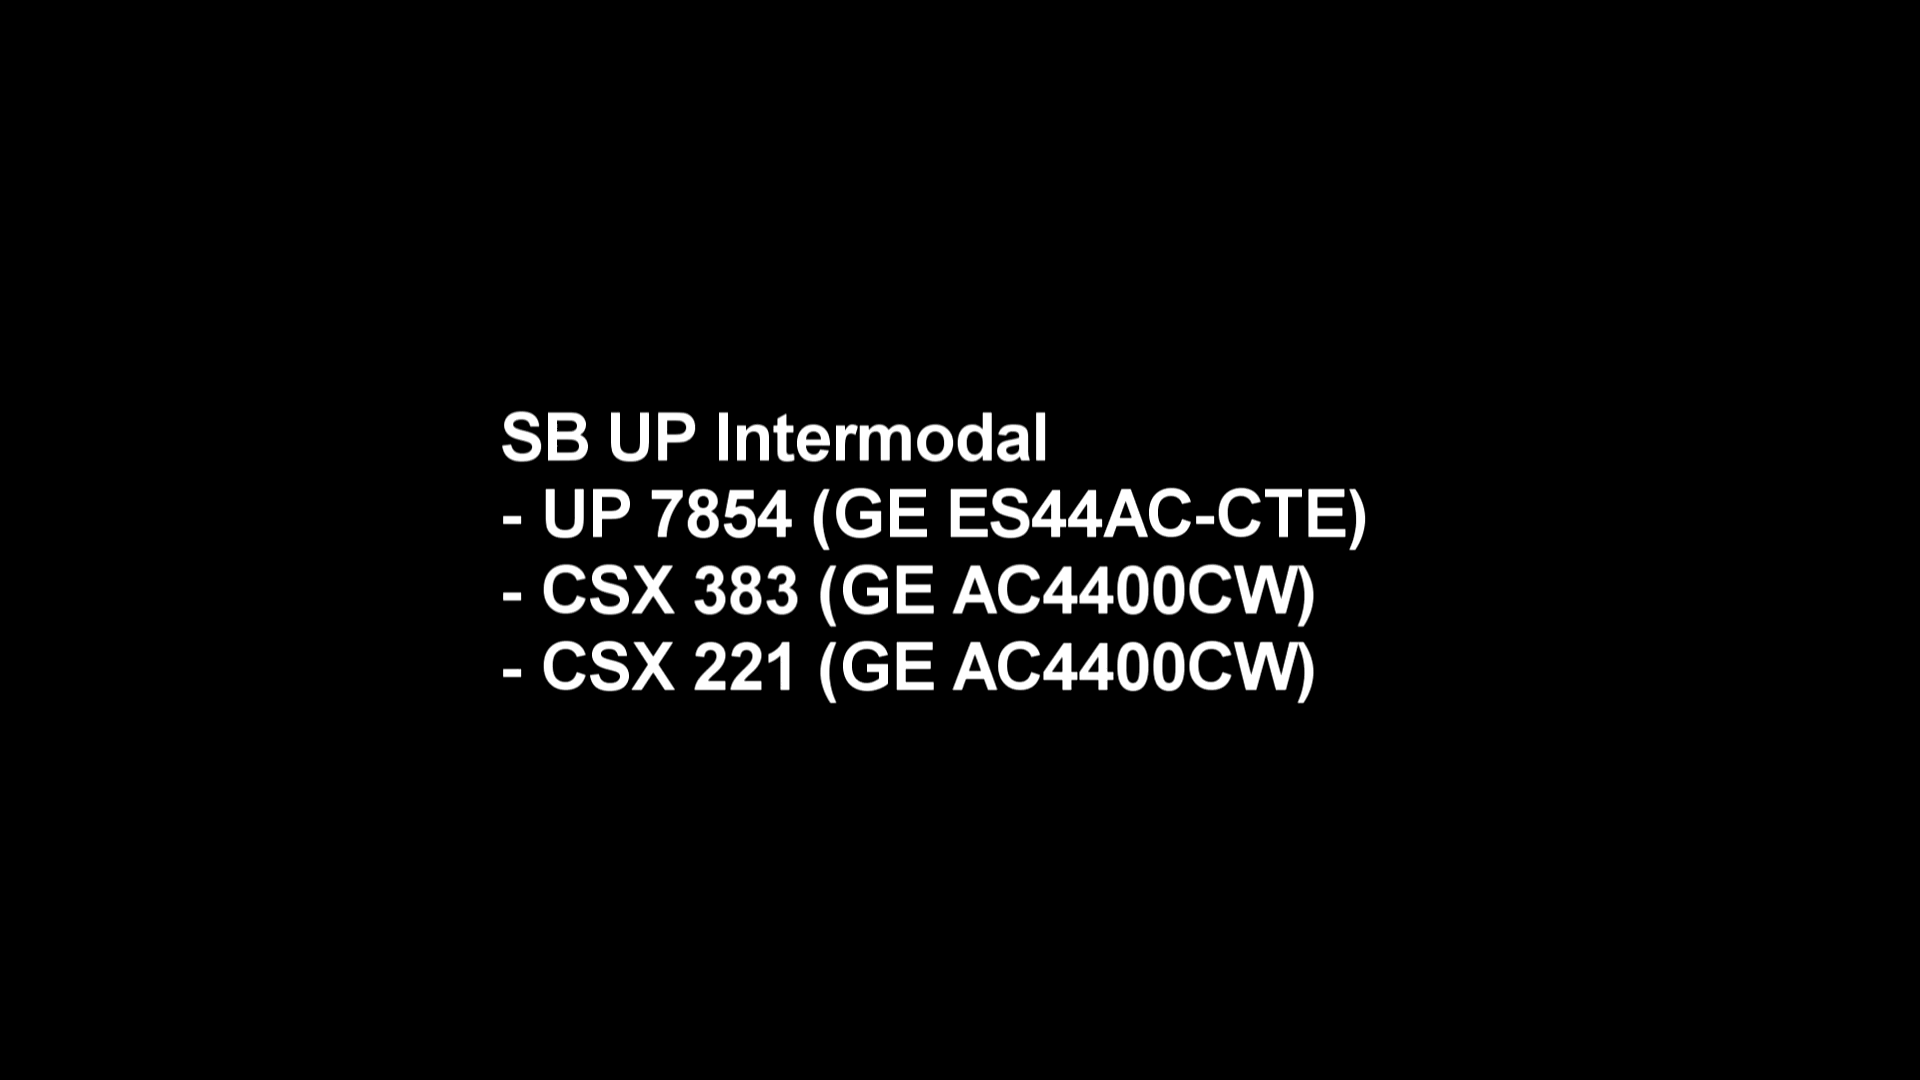 SB UP Intermodal
- UP 7854 (GE ES44AC-CTE)
- CSX 383 (GE AC4400CW)
- CSX 221 (GE AC4400CW)